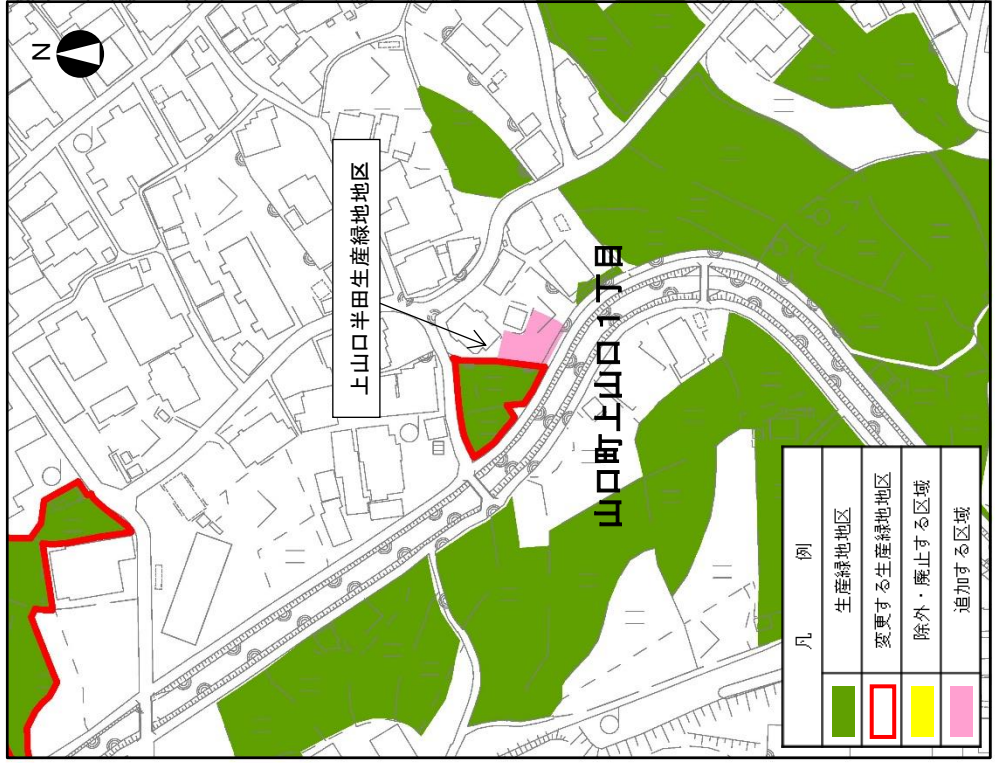 N
上山口半田生産緑地地区
山口町上山口1丁目
凡 例
生産緑地地区
変更する生産緑地地区
除外・廃止する区域
追加する区域